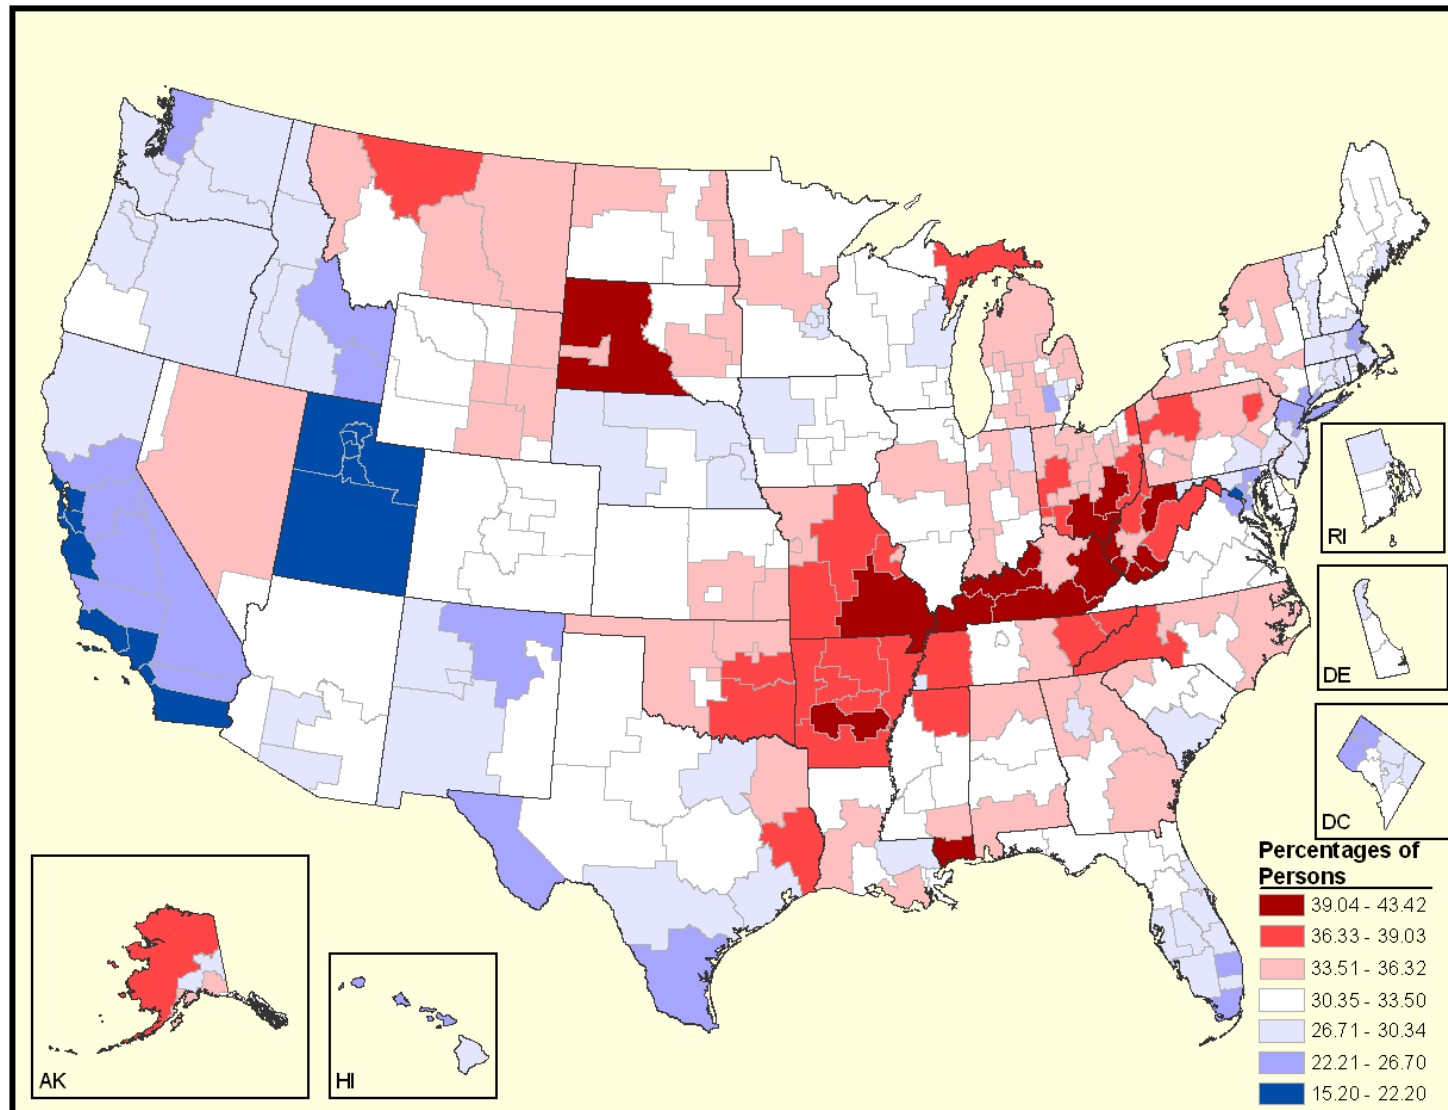 RI
DE
DC
AK
HI
Percentages of
Persons
39.04 - 43.42
36.33 - 39.03
33.51 - 36.32
30.35 - 33.50
26.71 - 30.34
22.21 - 26.70
15.20 - 22.20